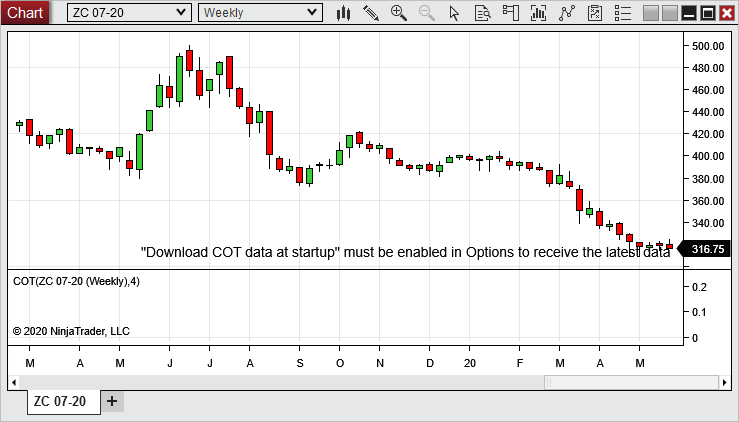 Chart ZC 07-20 Weekly
500.00
480.00
460.00
440.00
420.00
400.00
380.00
360.00
340.00
316.75
"Download COT data at startup" must be enabled in Options to receive the latest data
COT(ZC 07-20 (Weekly),4)
0.2
0.1
0
© 2020 NinjaTrader, LLC
M A M J J A S O N D 20 F M A M
ZC 07-20 +